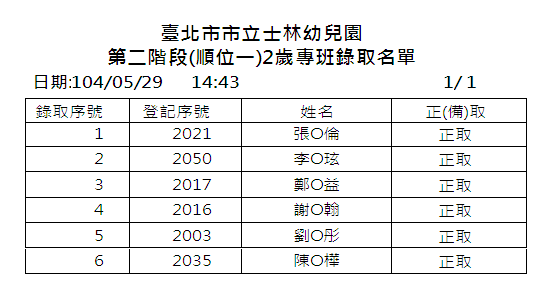 臺北市市立士林幼兒園
第二階段(順位一)2歲專班錄取名單
日期:104/05/29 14:43 1/ 1
錄取序號 登記序號 姓名 正(備)取
1 2021 張O倫 正取
2 2050 李O玹 正取
3 2017 鄭O益 正取
4 2016 謝O翰 正取
5 2003 劉O彤 正取
6 2035 陳O樺 正取